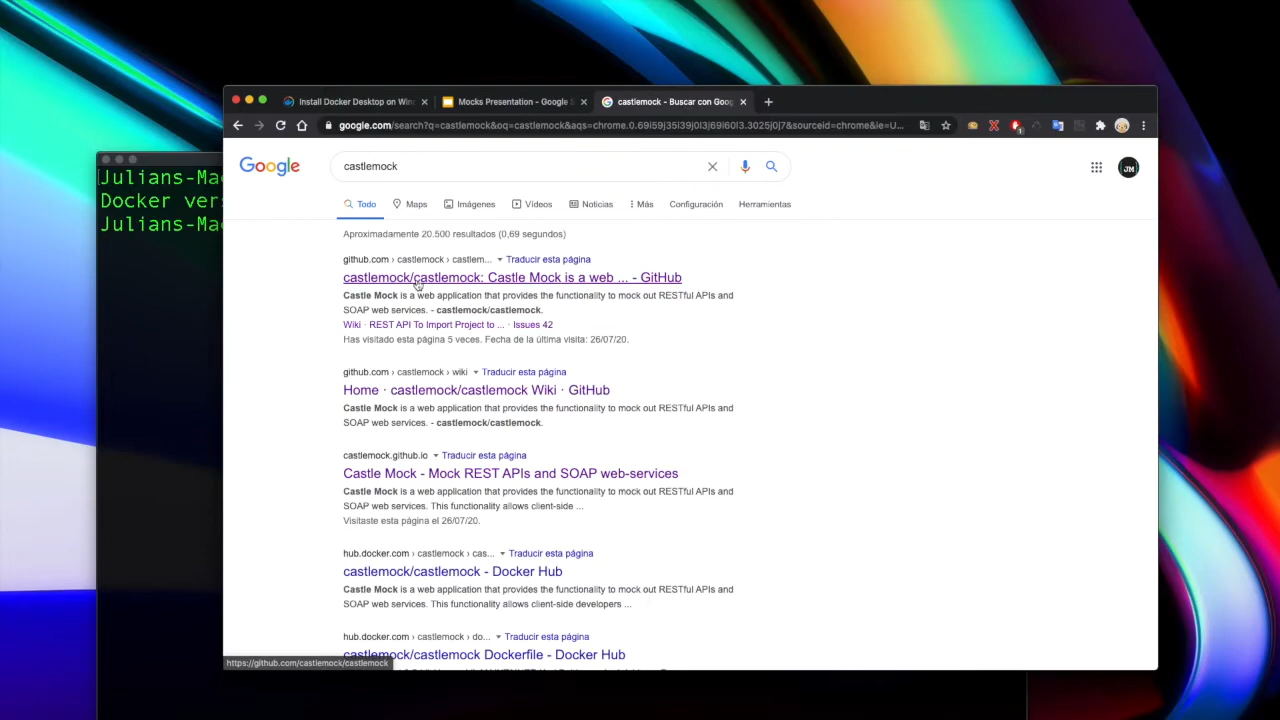 Install Docker Desktop on Win
Mocks Presentation - Google S
castlemock - Buscar con Goog
google.com/search?q=castlemock&oq=castlemock&aqs=chrome.0.69i59j35i39j0l3j69i60l3.3025j0j7&sourceid=chrome&ie=U...
Julians-Mac
Docker vers
Julians-Mac
Google
castlemock
JM
Todo
Maps
Imágenes
Vídeos
Noticias
Más
Configuración
Herramientas
Aproximadamente 20.500 resultados (0,69 segundos)
github.com › castlemock › castlem... Traducir esta página
castlemock/castlemock: Castle Mock is a web ... - GitHub
Castle Mock is a web application that provides the functionality to mock out RESTful APIs and
SOAP web services. - castlemock/castlemock.
Wiki · REST API To Import Project to ... · Issues 42
Has visitado esta página 5 veces. Fecha de la última visita: 26/07/20.
github.com › castlemock › wiki Traducir esta página
Home · castlemock/castlemock Wiki · GitHub
Castle Mock is a web application that provides the functionality to mock out RESTful APIs and
SOAP web services. - castlemock/castlemock.
castlemock.github.io Traducir esta página
Castle Mock - Mock REST APIs and SOAP web-services
Castle Mock is a web application that provides the functionality to mock out RESTful APIs and
SOAP web services. This functionality allows client-side ...
Visitaste esta página el 26/07/20.
hub.docker.com › castlemock › cas... Traducir esta página
castlemock/castlemock - Docker Hub
Castle Mock is a web application that provides the functionality to mock out RESTful APIs and
SOAP web services. This functionality allows client-side developers ...
hub.docker.com › castlemock › do... Traducir esta página
castlemock/castlemock Dockerfile - Docker Hub
https://github.com/castlemock/castlemock